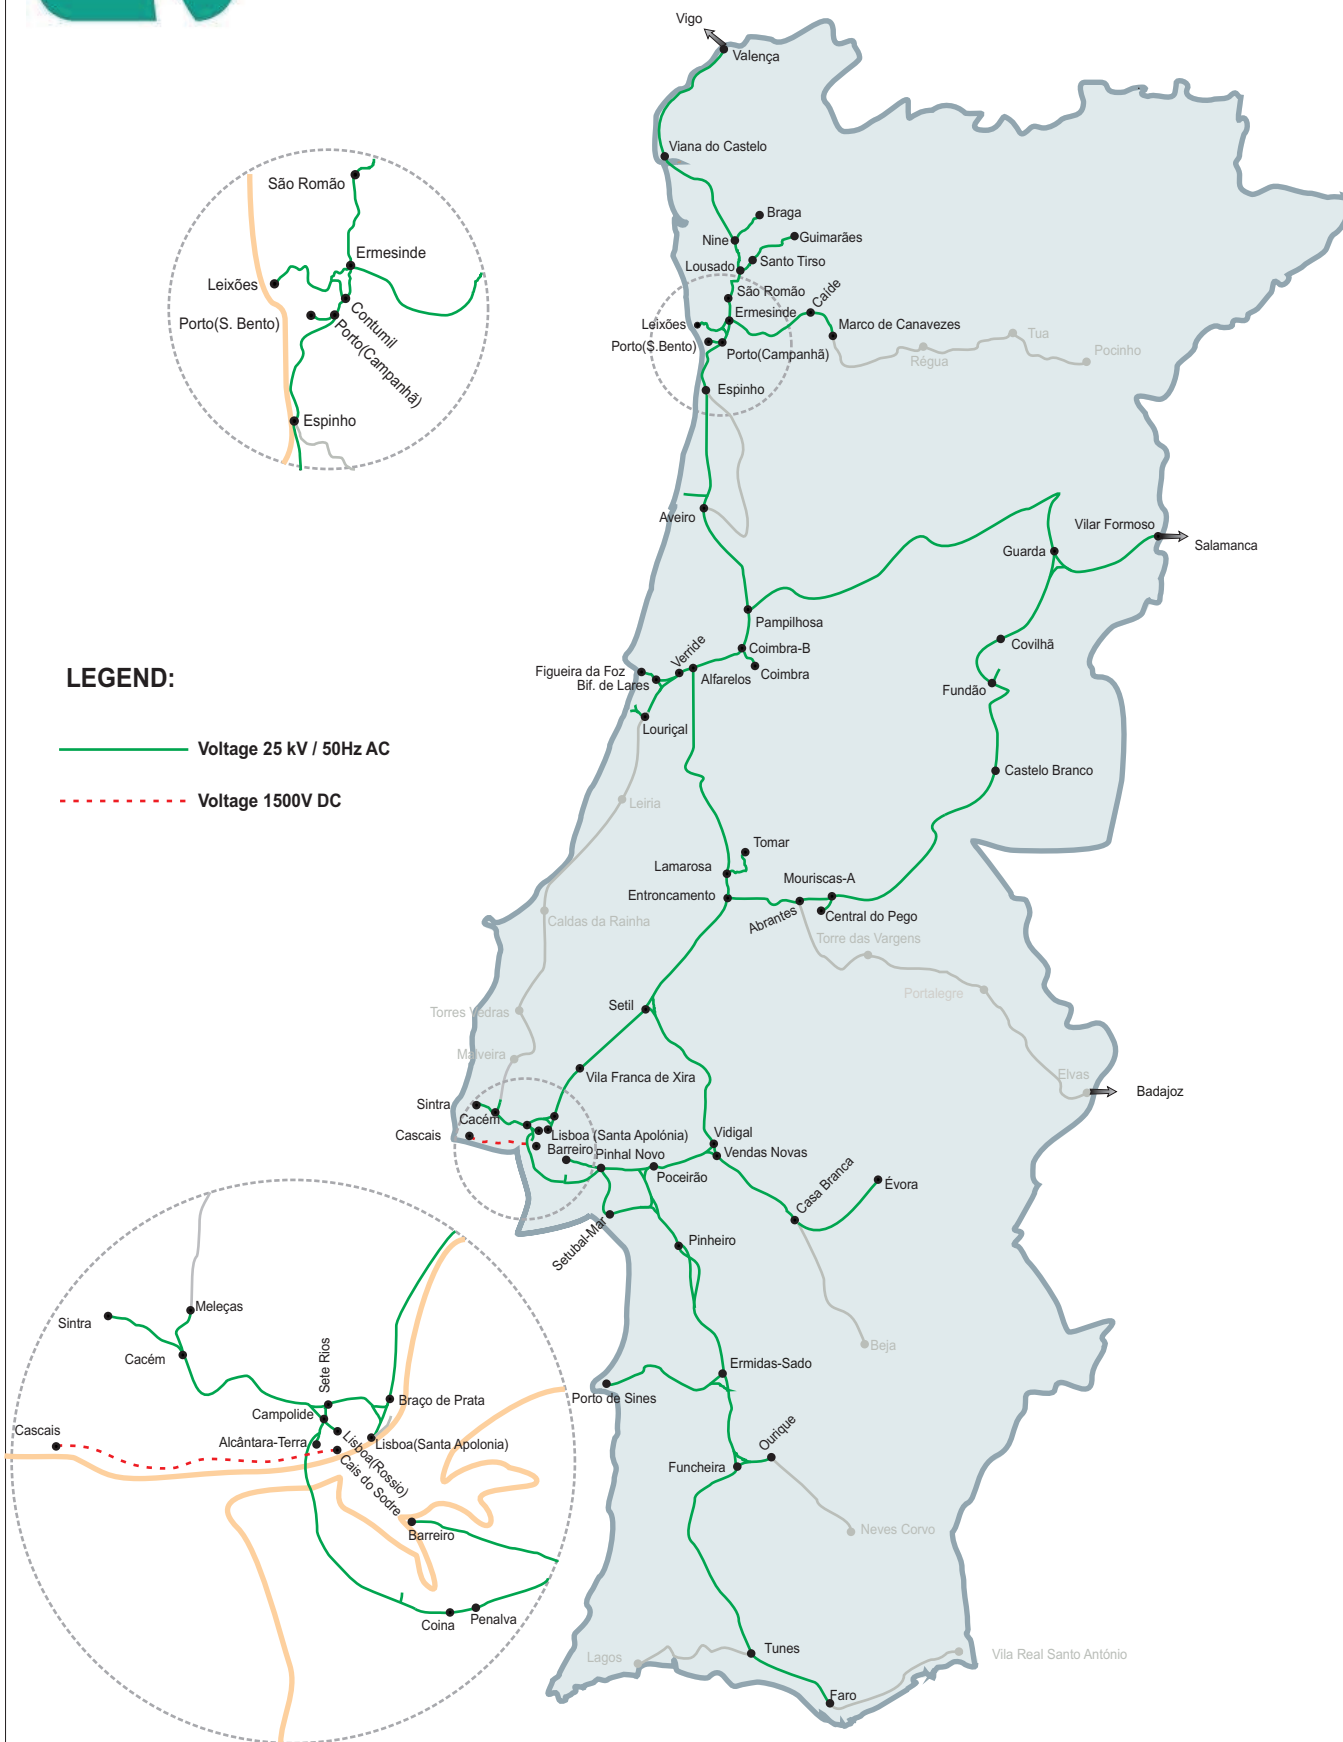 Vigo
Valença
Viana do Castelo
Braga
Nine
Guimarães
Lousado
Santo Tirso
São Romão
Caíde
Ermesinde
Leixões
Marco de Canavezes
Porto(S.Bento)
Porto(Campanhã)
Tua
Régua
Pocinho
Espinho
Aveiro
Vilar Formoso
Salamanca
Guarda
Pampilhosa
Covilhã
Coimbra-B
Verride
Figueira da Foz
Bif. de Lares
Alfarelos
Coimbra
Fundão
Louriçal
Castelo Branco
Leiria
Tomar
Lamarosa
Mouriscas-A
Entroncamento
Abrantes
Central do Pego
Caldas da Rainha
Torre das Vargens
Portalegre
Setil
Torres Vedras
Malveira
Vila Franca de Xira
Elvas
Badajoz
Sintra
Cacém
Cascais
Lisboa (Santa Apolónia)
Barreiro
Vidigal
Pinhal Novo
Vendas Novas
Poceirão
Casa Branca
Évora
Setubal-Mar
Pinheiro
Beja
Ermidas-Sado
Porto de Sines
Ourique
Funcheira
Neves Corvo
Tunes
Lagos
Vila Real Santo António
Faro
São Romão
Ermesinde
Leixões
Porto(S. Bento)
Contumil
Porto(Campanhã)
Espinho
LEGEND:
Voltage 25 kV / 50Hz AC
Voltage 1500V DC
Meleças
Sintra
Cacém
Sete Rios
Braço de Prata
Campolide
Cascais
Alcântara-Terra
Lisboa(Santa Apolonia)
Lisboa(Rossio)
Cais do Sodre
Barreiro
Coina
Penalva